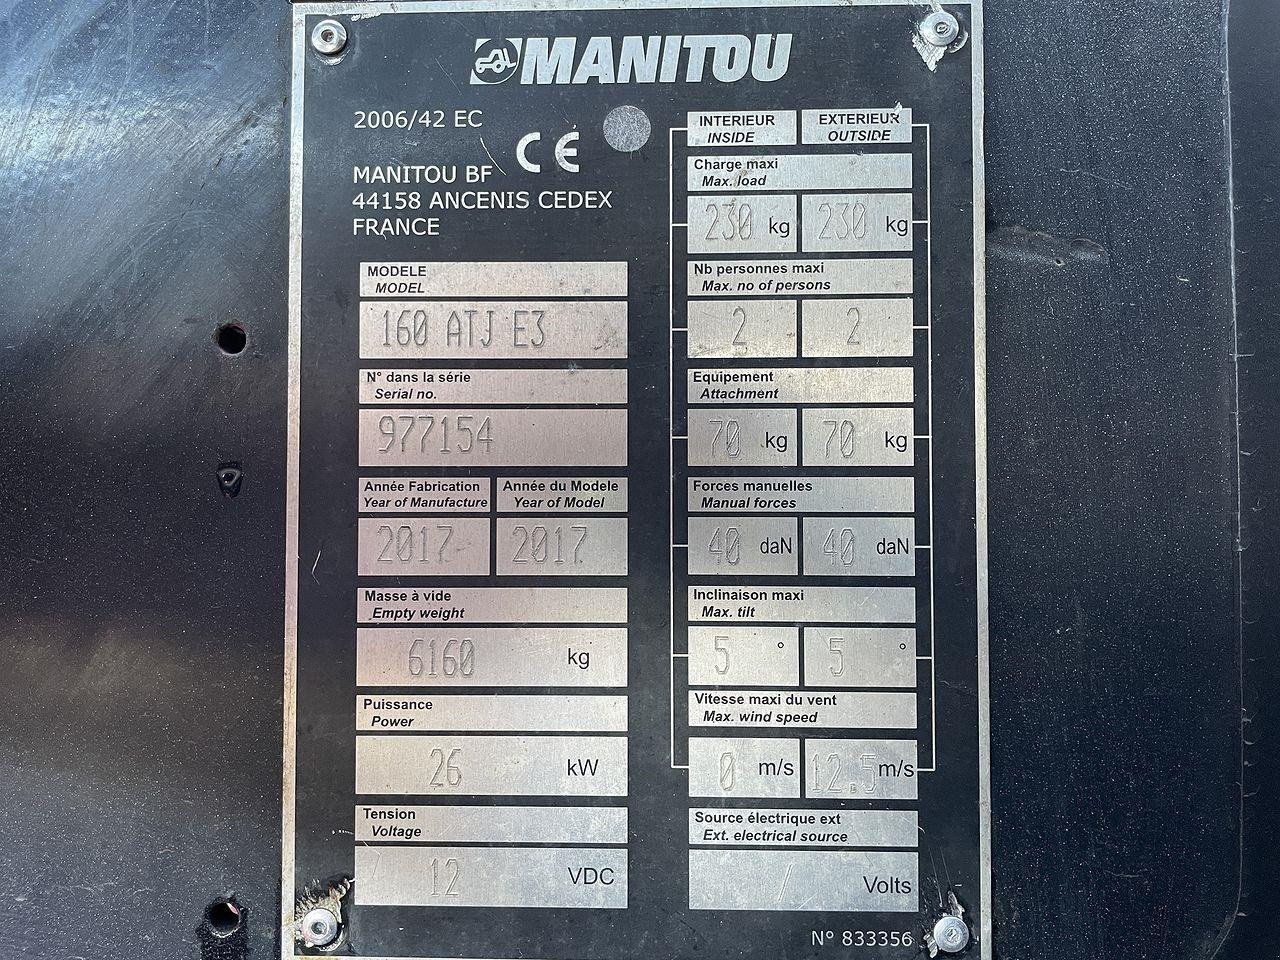 MANITOU
2006/42 EC
CE
MANITOU BF
44158 ANCENIS CEDEX
FRANCE
MODELE
MODEL
160 ATJ E3
N° dans la série
Serial no.
977154
Année Fabrication Année du Modele
Year of Manufacture Year of Model
2017 2017
Masse à vide
Empty weight
6160 kg
Puissance
Power
26 kW
Tension
Voltage
12 VDC
INTERIEUR EXTERIEUR
INSIDE OUTSIDE
Charge maxi
Max. load
230 kg 230 kg
Nb personnes maxi
Max. no of persons
2 2
Equipement
Attachment
70 kg 70 kg
Forces manuelles
Manual forces
40 daN 40 daN
Inclinaison maxi
Max. tilt
5 ° 5 °
Vitesse maxi du vent
Max. wind speed
0 m/s 12.5 m/s
Source électrique ext
Ext. electrical source
/ Volts
N° 833356